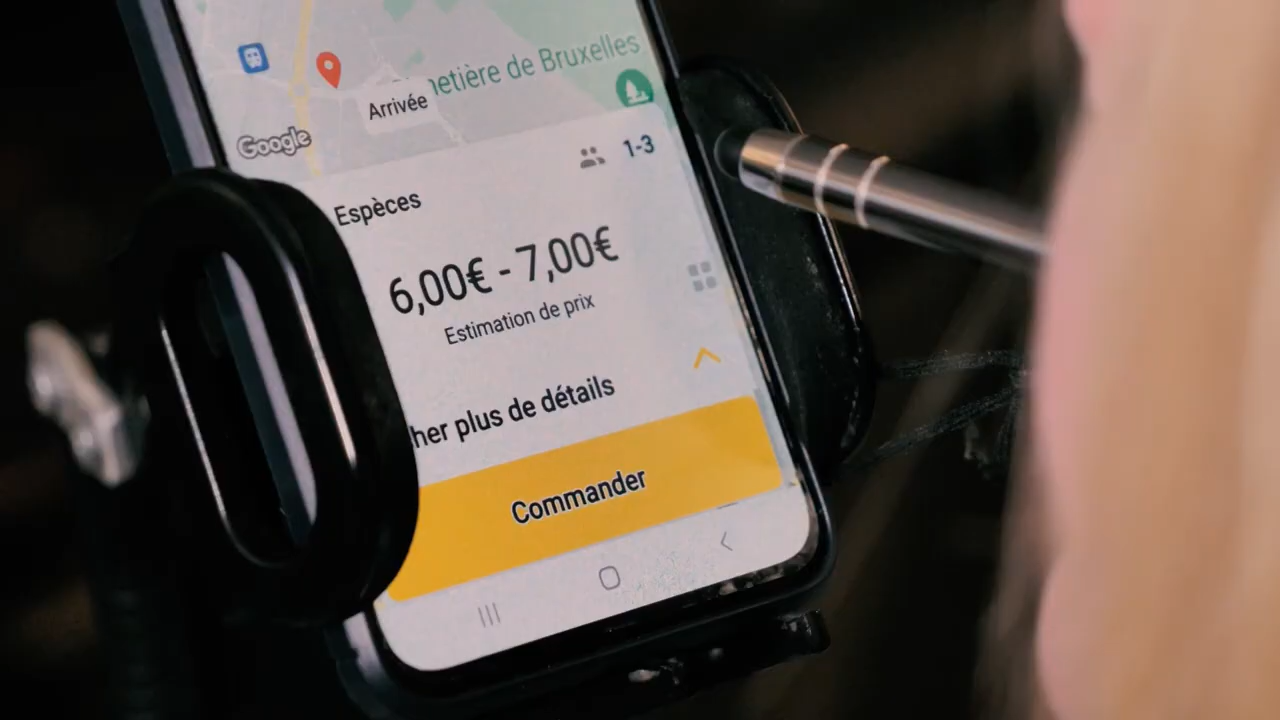 netière de Bruxelles
Arrivée
Google
1-3
Espèces
6,00€ - 7,00€
Estimation de prix
her plus de détails
Commander